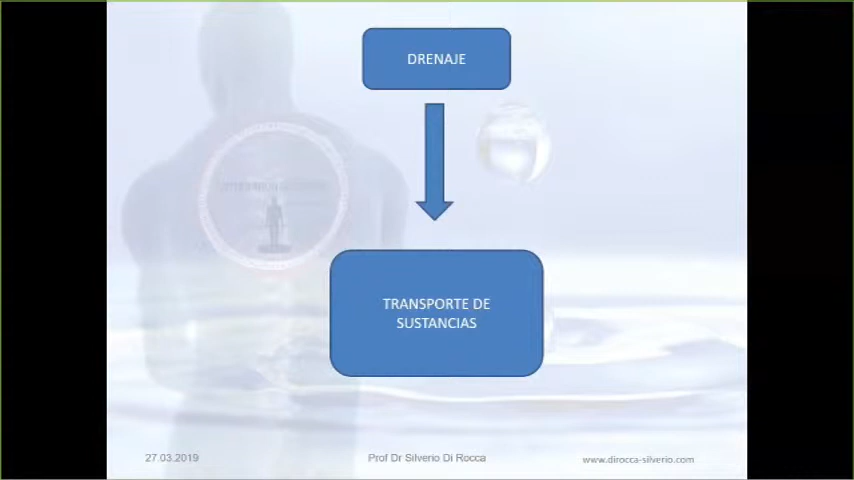 DRENAJE
TRANSPORTE DE
SUSTANCIAS
27.03.2019
Prof Dr Silverio Di Rocca
www.dirocca-silverio.com